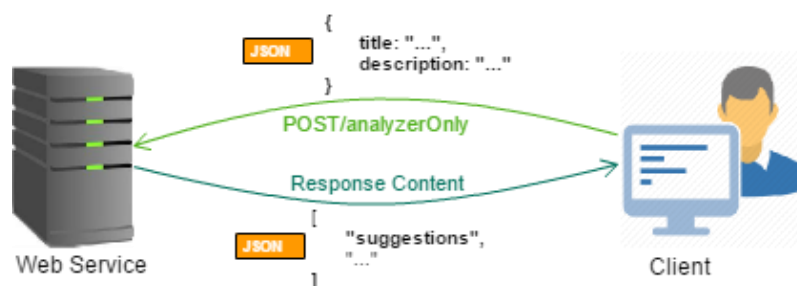 {
JSON
title: "...",
description: "..."
}
POST/analyzerOnly
Response Content
[
JSON
"suggestions",
"..."
]
Web Service
Client